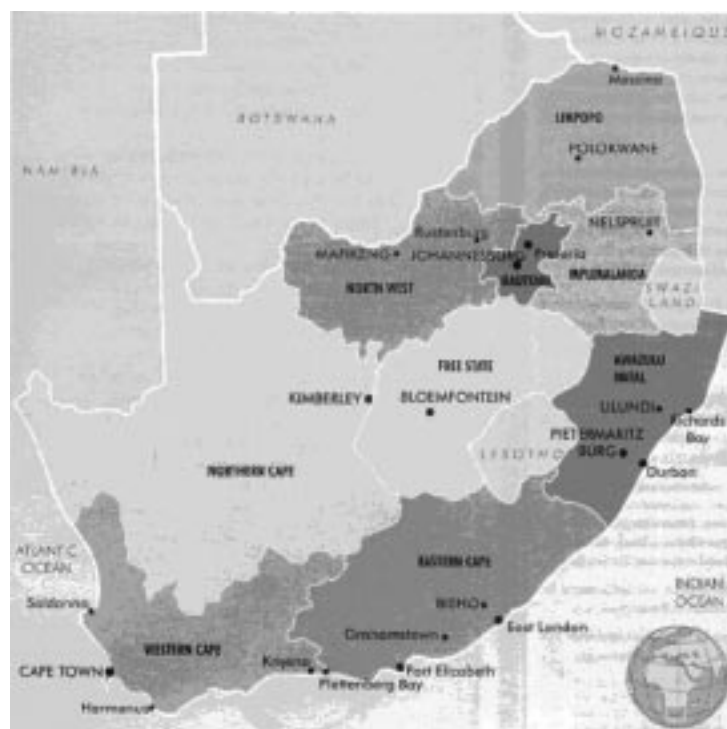 MOZAMBIQUE
Messina
LIMPOPO
BOTSWANA
POLOKWANE
NAMIBIA
NELSPRUIT
Rustenburg
MAFIKENG
JOHANNESBURG
Pretoria
GAUTENG
MPUMALANGA
SWAZI
LAND
NORTH WEST
FREE STATE
KWAZULU
NATAL
KIMBERLEY
BLOEMFONTEIN
ULUNDI
Richards
Bay
PIETERMARITZ
BURG
LESOTHO
Durban
NORTHERN CAPE
ATLANTIC
OCEAN
EASTERN CAPE
INDIAN
OCEAN
Saldanha
BISHO
East London
Grahamstown
WESTERN CAPE
CAPE TOWN
Knysna
Plettenberg Bay
Port Elizabeth
Hermanus